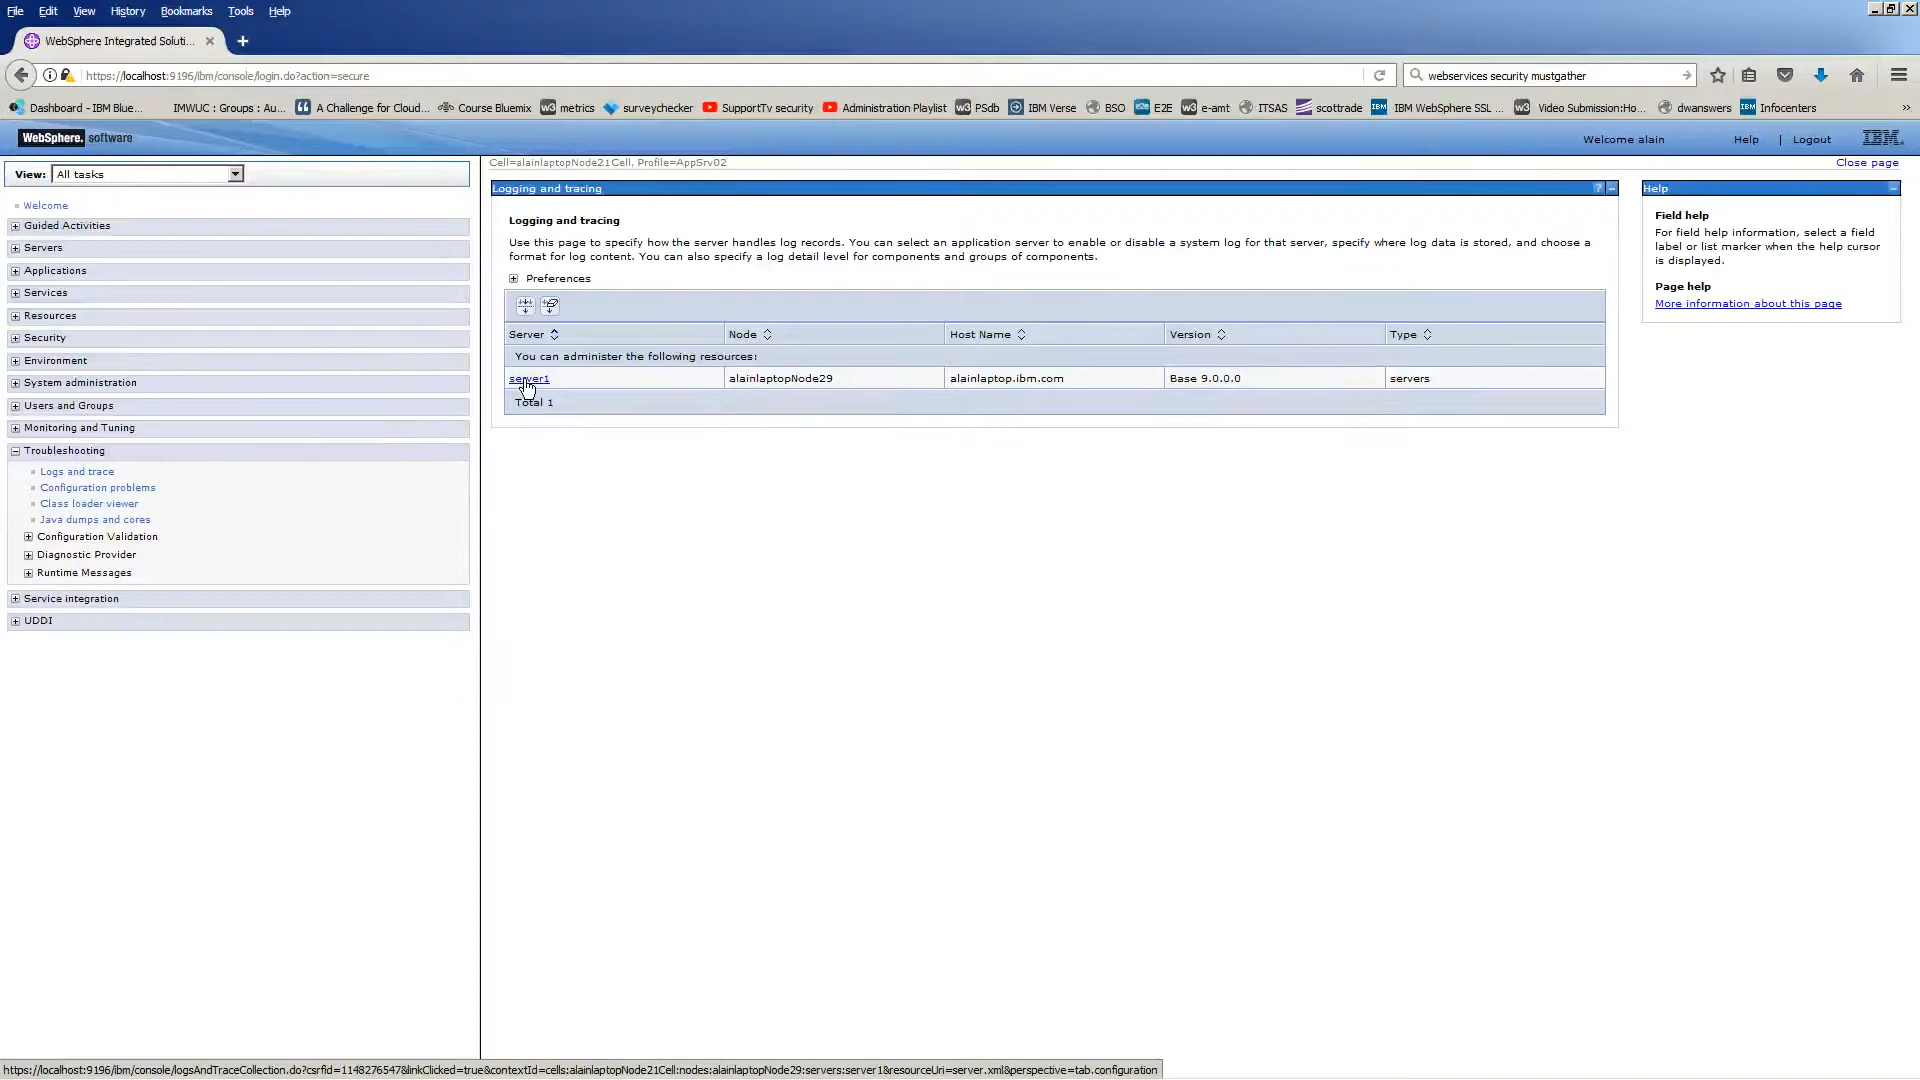 File Edit View History Bookmarks Tools Help
WebSphere Integrated Soluti...
https://localhost:9196/ibm/console/login.do?action=secure
webservices security mustgather
Dashboard - IBM Blue... IMWUC : Groups : Au... A Challenge for Cloud... Course Bluemix w3 metrics surveychecker SupportTv security Administration Playlist w3 PSdb IBM Verse BSO E2E w3 e-amt ITSAS scottrade IBM IBM WebSphere SSL ... w3 Video Submission:Ho... dwanswers IBM Infocenters
WebSphere. software
Welcome alain Help | Logout IBM.
Cell=alainlaptopNode21Cell, Profile=AppSrv02
Close page
View: All tasks
Welcome
Guided Activities
Servers
Applications
Services
Resources
Security
Environment
System administration
Users and Groups
Monitoring and Tuning
Troubleshooting
Logs and trace
Configuration problems
Class loader viewer
Java dumps and cores
Configuration Validation
Diagnostic Provider
Runtime Messages
Service integration
UDDI
Logging and tracing ?
Logging and tracing
Use this page to specify how the server handles log records. You can select an application server to enable or disable a system log for that server, specify where log data is stored, and choose a
format for log content. You can also specify a log detail level for components and groups of components.
Preferences
Server Node Host Name Version Type
You can administer the following resources:
server1 alainlaptopNode29 alainlaptop.ibm.com Base 9.0.0.0 servers
Total 1
Help
Field help
For field help information, select a field
label or list marker when the help cursor
is displayed.
Page help
More information about this page
https://localhost:9196/ibm/console/logsAndTraceCollection.do?csrfid=1148276547&linkClicked=true&contextId=cells:alainlaptopNode21Cell:nodes:alainlaptopNode29:servers:server1&resourceUri=server.xml&perspective=tab.configuration